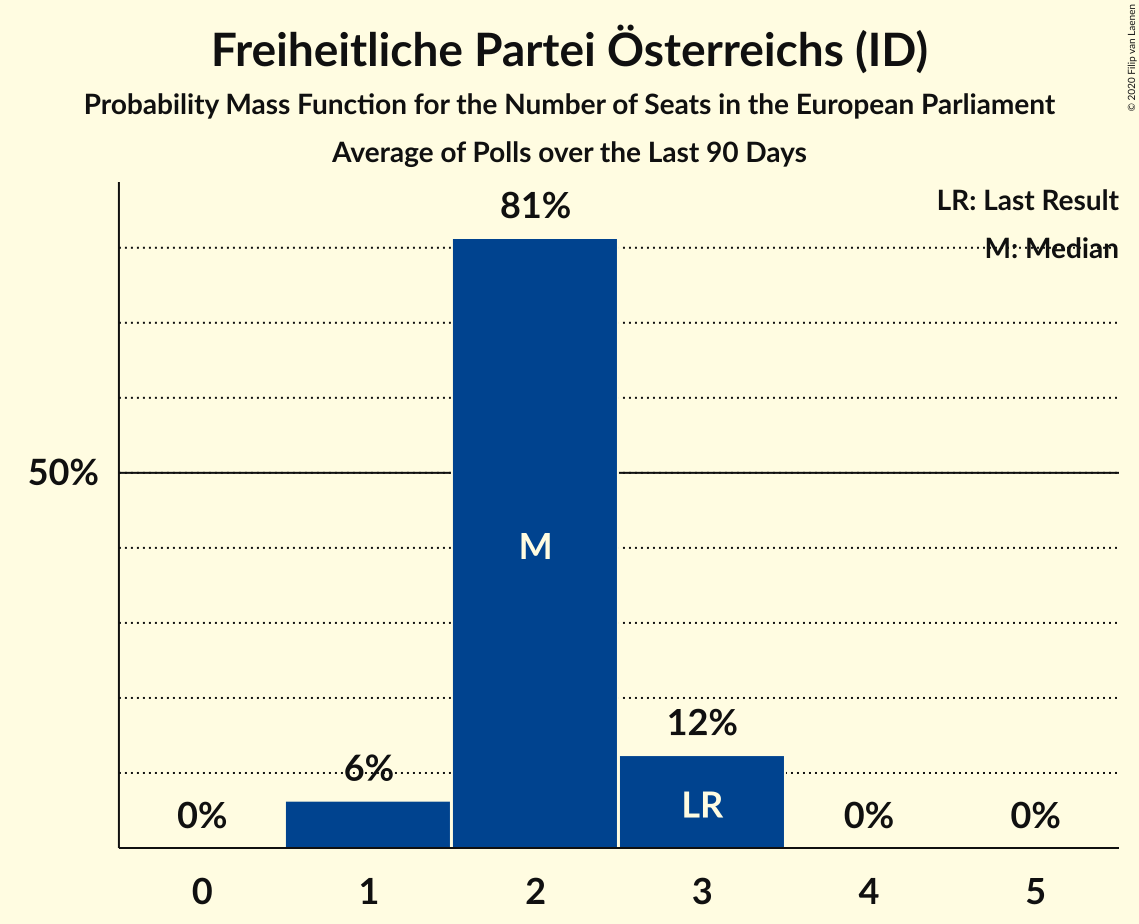 Freiheitliche Partei Österreichs (ID)
Probability Mass Function for the Number of Seats in the European Parliament
Average of Polls over the Last 90 Days
© 2020 Filip van Laenen
LR: Last Result
M: Median
81%
50%
M
12%
6%
LR
0%
0%
0%
0
1
2
3
4
5